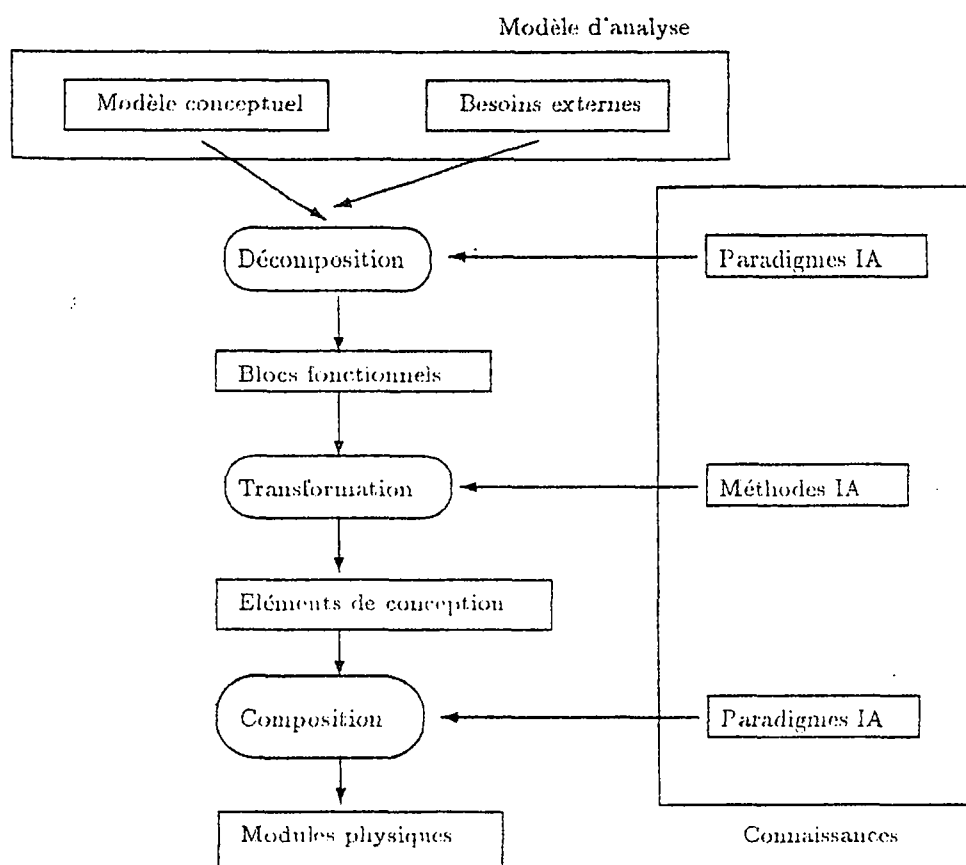 Modèle d'analyse
Modèle conceptuel
Besoins externes
Décomposition
Paradigmes IA
Blocs fonctionnels
Transformation
Méthodes IA
Eléments de conception
Composition
Paradigmes IA
Modules physiques
Connaissances